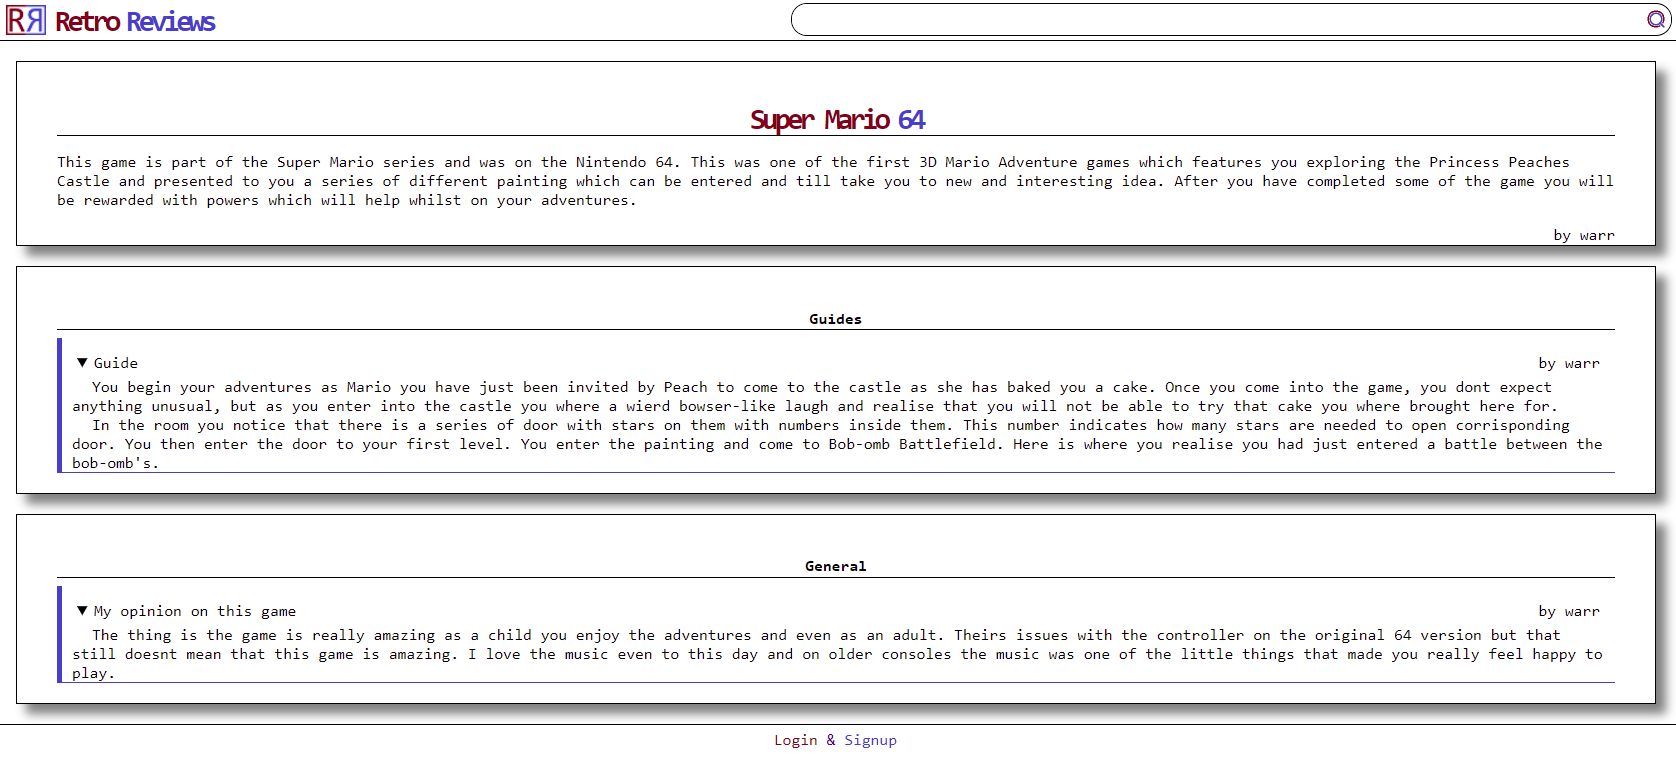 RR Retro Reviews
Super Mario 64
This game is part of the Super Mario series and was on the Nintendo 64. This was one of the first 3D Mario Adventure games which features you exploring the Princess Peaches
Castle and presented to you a series of different painting which can be entered and till take you to new and interesting idea. After you have completed some of the game you will
be rewarded with powers which will help whilst on your adventures.
by warr
Guides
▼ Guide by warr
You begin your adventures as Mario you have just been invited by Peach to come to the castle as she has baked you a cake. Once you come into the game, you dont expect
anything unusual, but as you enter into the castle you where a wierd bowser-like laugh and realise that you will not be able to try that cake you where brought here for.
In the room you notice that there is a series of door with stars on them with numbers inside them. This number indicates how many stars are needed to open corrisponding
door. You then enter the door to your first level. You enter the painting and come to Bob-omb Battlefield. Here is where you realise you had just entered a battle between the
bob-omb's.
General
▼ My opinion on this game by warr
The thing is the game is really amazing as a child you enjoy the adventures and even as an adult. Theirs issues with the controller on the original 64 version but that
still doesnt mean that this game is amazing. I love the music even to this day and on older consoles the music was one of the little things that made you really feel happy to
play.
Login & Signup